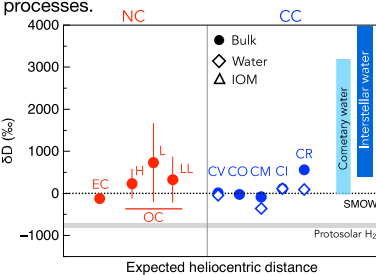 processes.
NC CC
4000
3000
2000
1000
0
−1000
δD (‰)
Bulk
Water
IOM
EC
H
L
LL
OC
CV CO CM CI CR
Cometary water
Interstellar water
SMOW
Protosolar H₂
Expected heliocentric distance